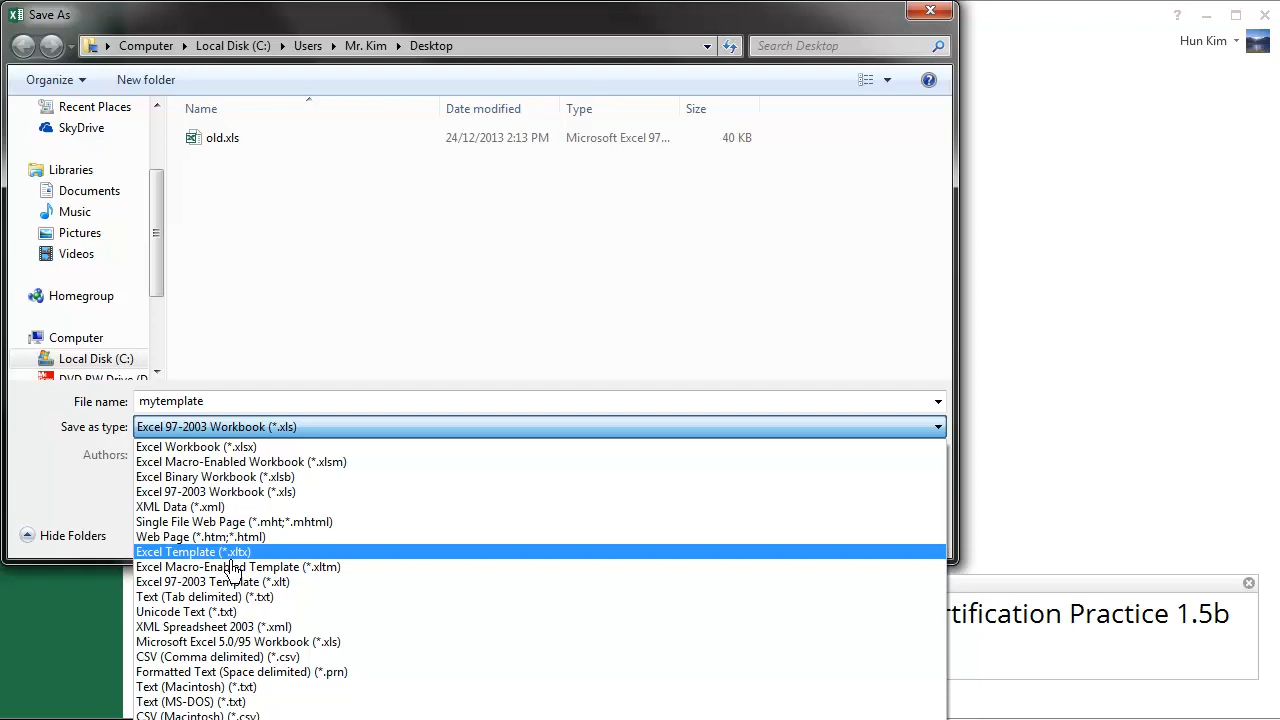 Save As
?
Computer Local Disk (C:) Users Mr. Kim Desktop
Search Desktop
Hun Kim
Organize
New folder
Recent Places
SkyDrive
Libraries
Documents
Music
Pictures
Videos
Homegroup
Computer
Local Disk (C:)
DVD RW Drive (D
Name Date modified Type Size
old.xls 24/12/2013 2:13 PM Microsoft Excel 97... 40 KB
File name: mytemplate
Save as type: Excel 97-2003 Workbook (*.xls)
Authors:
Hide Folders
Excel Workbook (*.xlsx)
Excel Macro-Enabled Workbook (*.xlsm)
Excel Binary Workbook (*.xlsb)
Excel 97-2003 Workbook (*.xls)
XML Data (*.xml)
Single File Web Page (*.mht;*.mhtml)
Web Page (*.htm;*.html)
Excel Template (*.xltx)
Excel Macro-Enabled Template (*.xltm)
Excel 97-2003 Template (*.xlt)
Text (Tab delimited) (*.txt)
Unicode Text (*.txt)
XML Spreadsheet 2003 (*.xml)
Microsoft Excel 5.0/95 Workbook (*.xls)
CSV (Comma delimited) (*.csv)
Formatted Text (Space delimited) (*.prn)
Text (Macintosh) (*.txt)
Text (MS-DOS) (*.txt)
CSV (Macintosh) (*.csv)
rtification Practice 1.5b